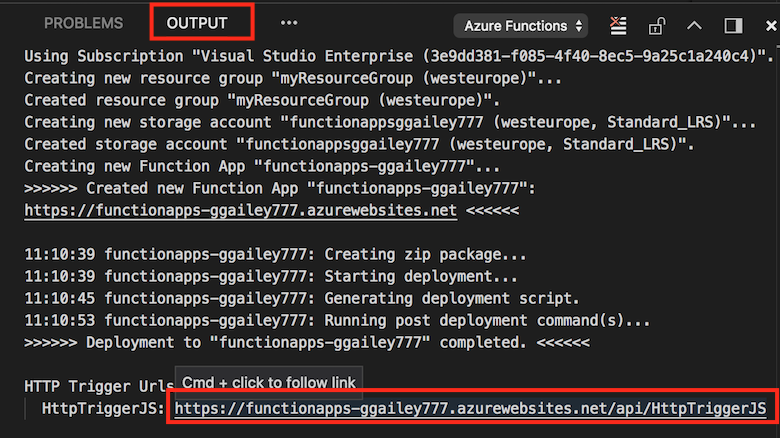 PROBLEMS OUTPUT ••• Azure Functions
Using Subscription "Visual Studio Enterprise (3e9dd381-f085-4f40-8ec5-9a25c1a240c4)".
Creating new resource group "myResourceGroup (westeurope)"...
Created resource group "myResourceGroup (westeurope)".
Creating new storage account "functionappsggailey777 (westeurope, Standard_LRS)"...
Created storage account "functionappsggailey777 (westeurope, Standard_LRS)".
Creating new Function App "functionapps-ggailey777"...
>>>>>> Created new Function App "functionapps-ggailey777":
https://functionapps-ggailey777.azurewebsites.net <<<<<<
11:10:39 functionapps-ggailey777: Creating zip package...
11:10:39 functionapps-ggailey777: Starting deployment...
11:10:45 functionapps-ggailey777: Generating deployment script.
11:10:53 functionapps-ggailey777: Running post deployment command(s)...
>>>>>> Deployment to "functionapps-ggailey777" completed. <<<<<<
Cmd + click to follow link
HTTP Trigger Urls
HttpTriggerJS: https://functionapps-ggailey777.azurewebsites.net/api/HttpTriggerJS